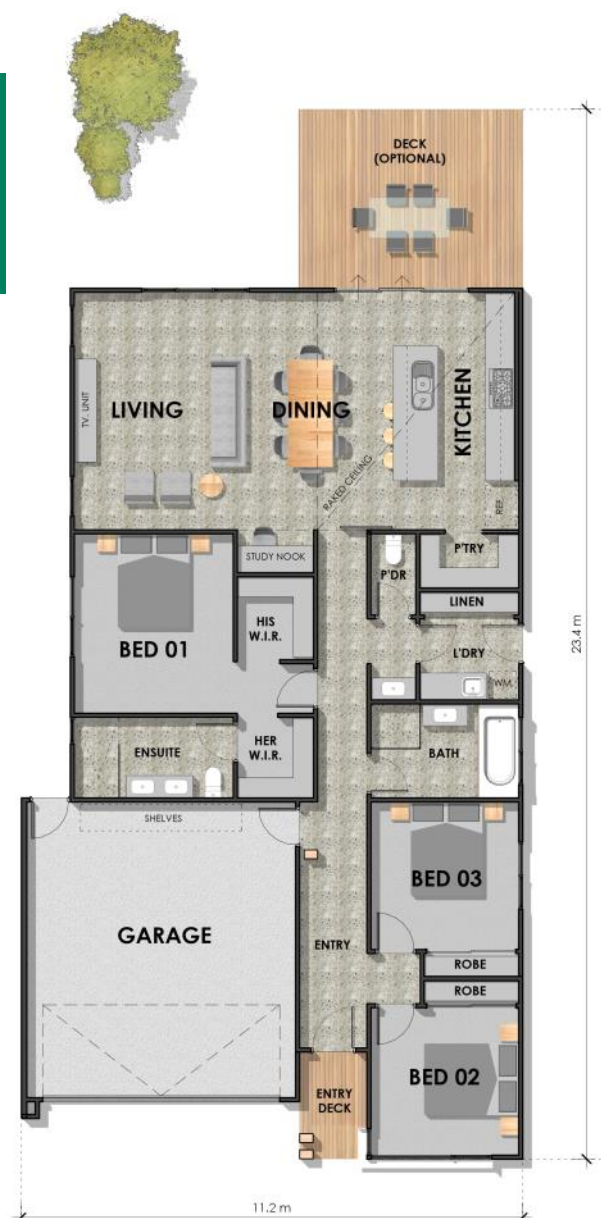 DECK
(OPTIONAL)
TV. UNIT
LIVING
DINING
KITCHEN
RAKED CEILING
REF.
STUDY NOOK
P'DR
P'TRY
LINEN
BED 01
HIS
W.I.R.
L'DRY
WM.
23.4 m
ENSUITE
HER
W.I.R.
BATH
SHELVES
BED 03
GARAGE
ENTRY
ROBE
ROBE
BED 02
ENTRY
DECK
11.2 m